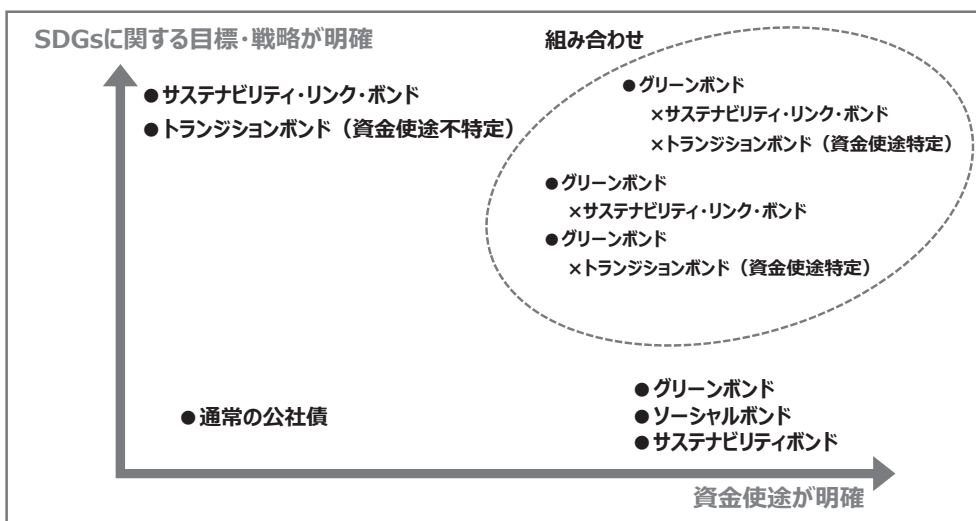 SDGsに関する目標・戦略が明確
組み合わせ
●サステナビリティ・リンク・ボンド
●トランジションボンド（資金使途不特定）
●グリーンボンド
×サステナビリティ・リンク・ボンド
×トランジションボンド（資金使途特定）
●グリーンボンド
×サステナビリティ・リンク・ボンド
●グリーンボンド
×トランジションボンド（資金使途特定）
●通常の公社債
●グリーンボンド
●ソーシャルボンド
●サステナビリティボンド
資金使途が明確